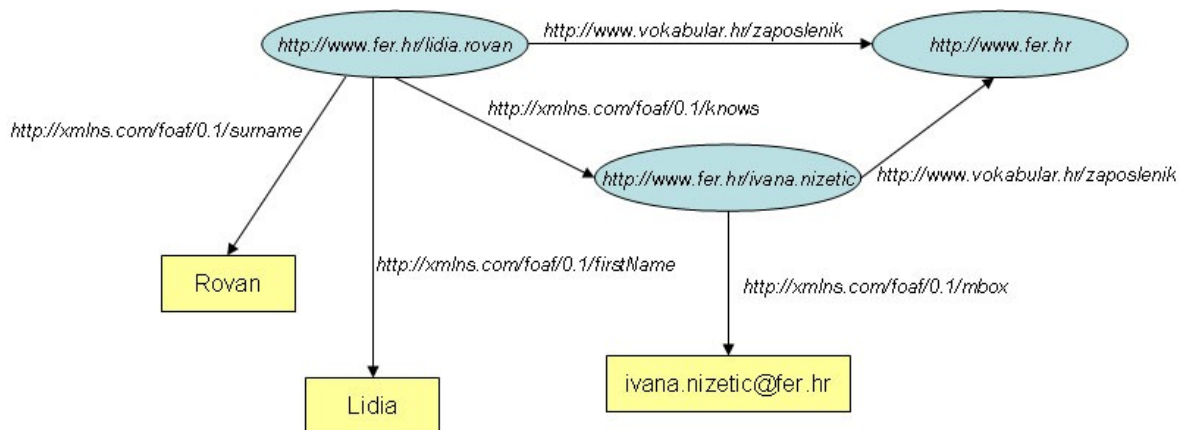 http://www.vokabular.hr/zaposlenik
http://www.fer.hr/lidia.rovan
http://www.fer.hr
http://xmlns.com/foaf/0.1/surname
http://xmlns.com/foaf/0.1/knows
http://www.fer.hr/ivana.nizetic
http://www.vokabular.hr/zaposlenik
Rovan
http://xmlns.com/foaf/0.1/firstName
http://xmlns.com/foaf/0.1/mbox
ivana.nizetic@fer.hr
Lidia